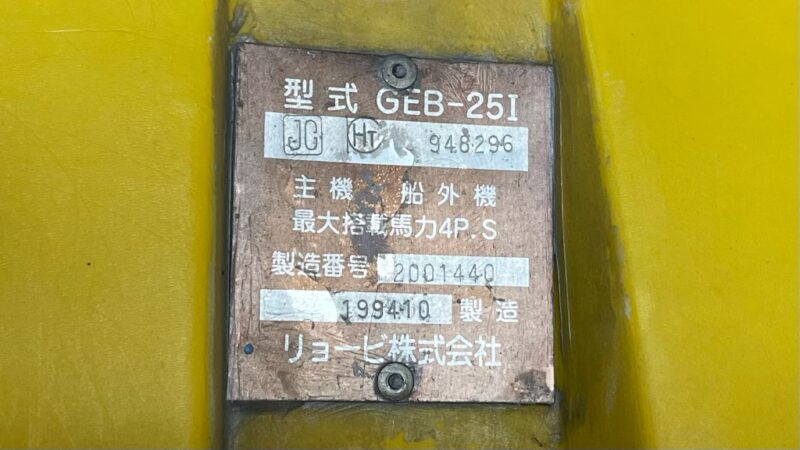 型式 GEB-25I
JC HT 948296
主機 船外機
最大搭載馬力4P.S
製造番号 2001440
199410 製造
リョービ株式会社